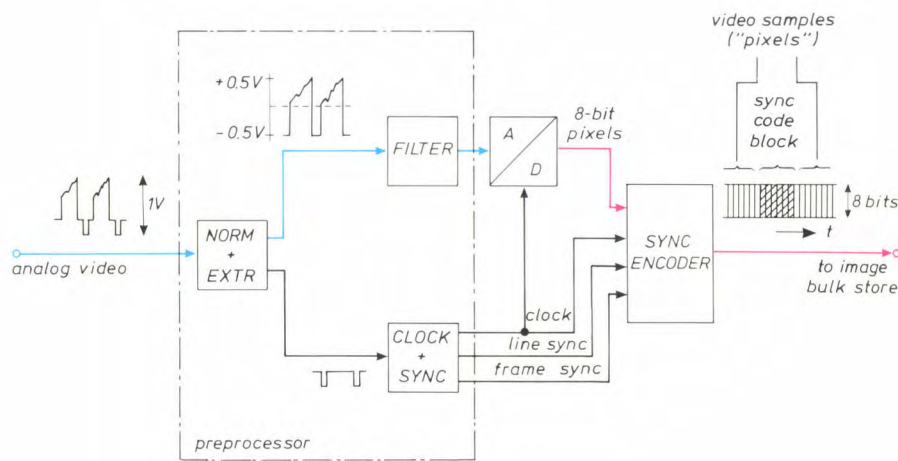 video samples
("pixels")
sync
code
block
8 bits
t
+0.5V
-0.5V
1V
analog video
NORM
+
EXTR
FILTER
A
D
8-bit
pixels
SYNC
ENCODER
to image
bulk store
CLOCK
+
SYNC
clock
line sync
frame sync
preprocessor